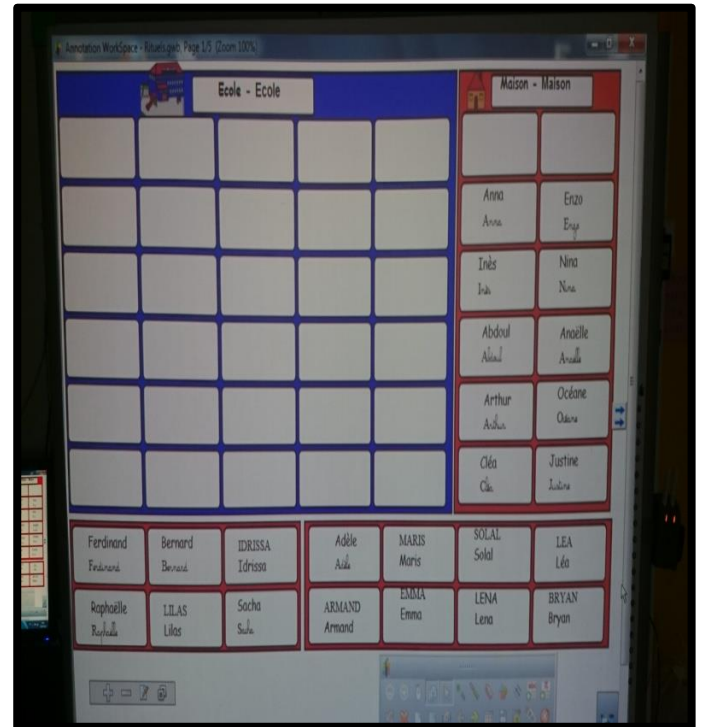 Annotation WorkSpace - Rituels.gwb: Page 1/5 (Zoom 100%)
Ecole - Ecole
Maison - Maison
Anna
Anna
Enzo
Enzo
Inès
Inès
Nina
Nina
Abdoul
Abdoul
Anaëlle
Anaëlle
Arthur
Arthur
Océane
Océane
Cléa
Cléa
Justine
Justine
Ferdinand
Ferdinand
Bernard
Bernard
IDRISSA
Idrissa
Adèle
Adèle
MARIS
Maris
SOLAL
Solal
LEA
Léa
Raphaëlle
Raphaëlle
LILAS
Lilas
Sacha
Sacha
ARMAND
Armand
EMMA
Emma
LENA
Lena
BRYAN
Bryan